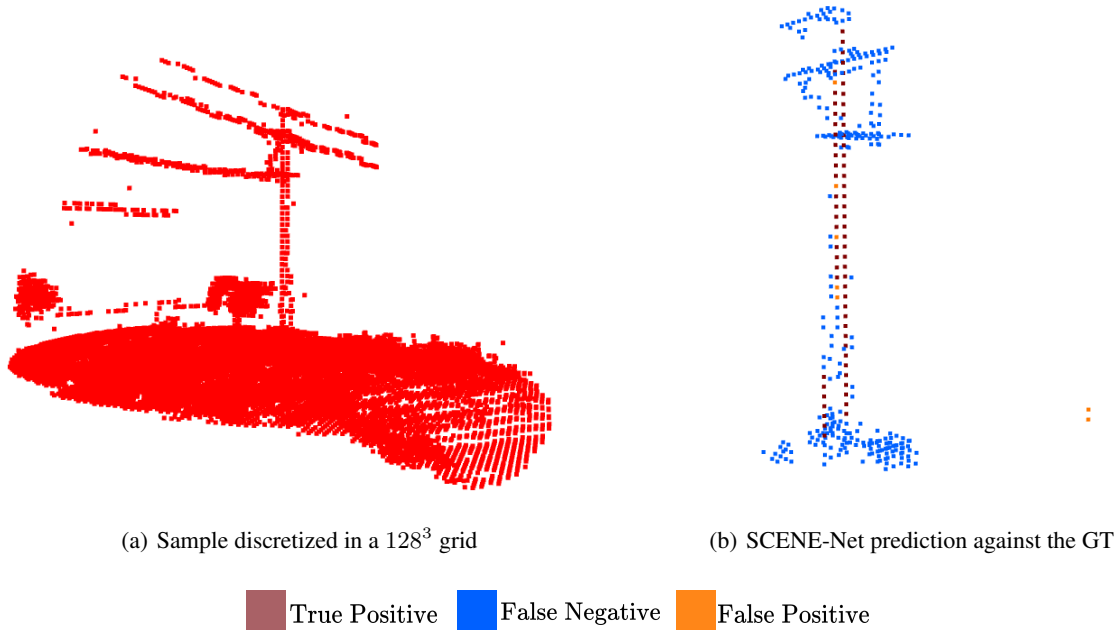 (a) Sample discretized in a 128³ grid
(b) SCENE-Net prediction against the GT
True Positive
False Negative
False Positive